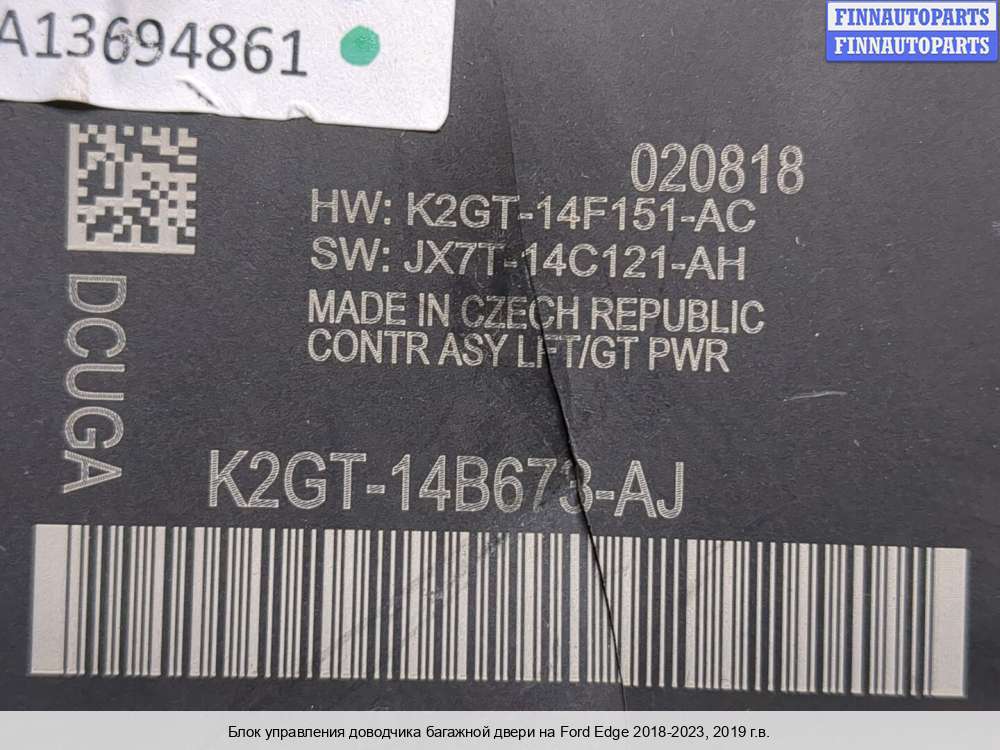 A13694861
FINNAUTOPARTS
FINNAUTOPARTS
020818
HW: K2GT-14F151-AC
SW: JX7T-14C121-AH
MADE IN CZECH REPUBLIC
CONTR ASY LFT/GT PWR
DCUGA
K2GT-14B673-AJ
Блок управления доводчика багажной двери на Ford Edge 2018-2023, 2019 г.в.